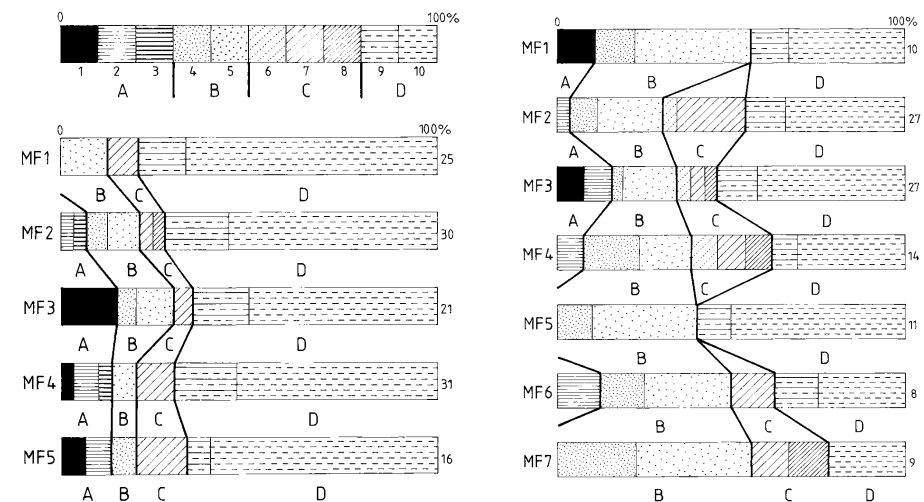 0 100%
1 2 3 4 5 6 7 8 9 10
A B C D
0 100%
MF1 25
B C D
MF2 30
A B C D
MF3 21
A B C D
MF4 31
A B C D
MF5 16
A B C D
0 100%
MF1 10
A B D
MF2 27
A B C D
MF3 27
A B C D
MF4 14
B C D
MF5 11
B D
MF6 8
B C D
MF7 9
B C D